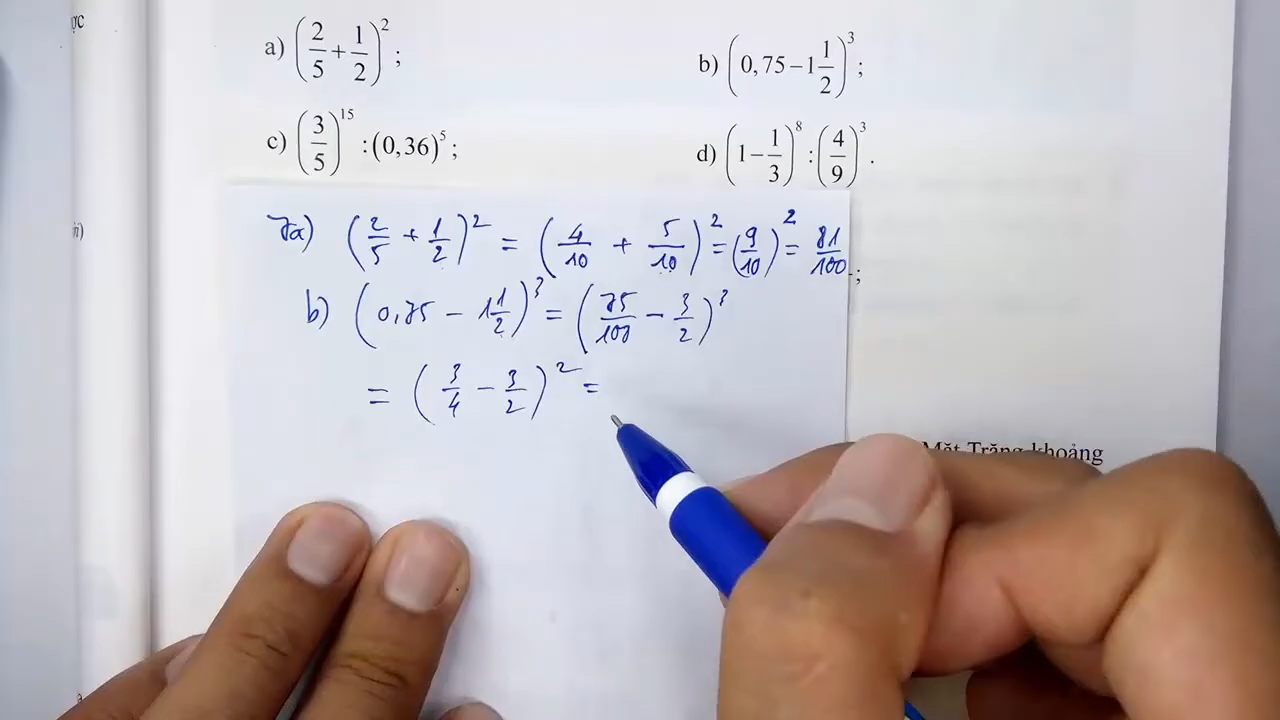 ực
a) (2/5 + 1/2)^2 ;
b) (0,75 − 1 1/2)^3 ;
c) (3/5)^15 : (0,36)^5 ;
d) (1 − 1/3)^8 : (4/9)^3 .
7a) (2/5 + 1/2)^2 = (4/10 + 5/10)^2 = (9/10)^2 = 81/100
;
b) (0,75 − 1 1/2)^3 = (75/100 − 3/2)^3
= (3/4 − 3/2)^2 =
Mặt Trăng khoảng